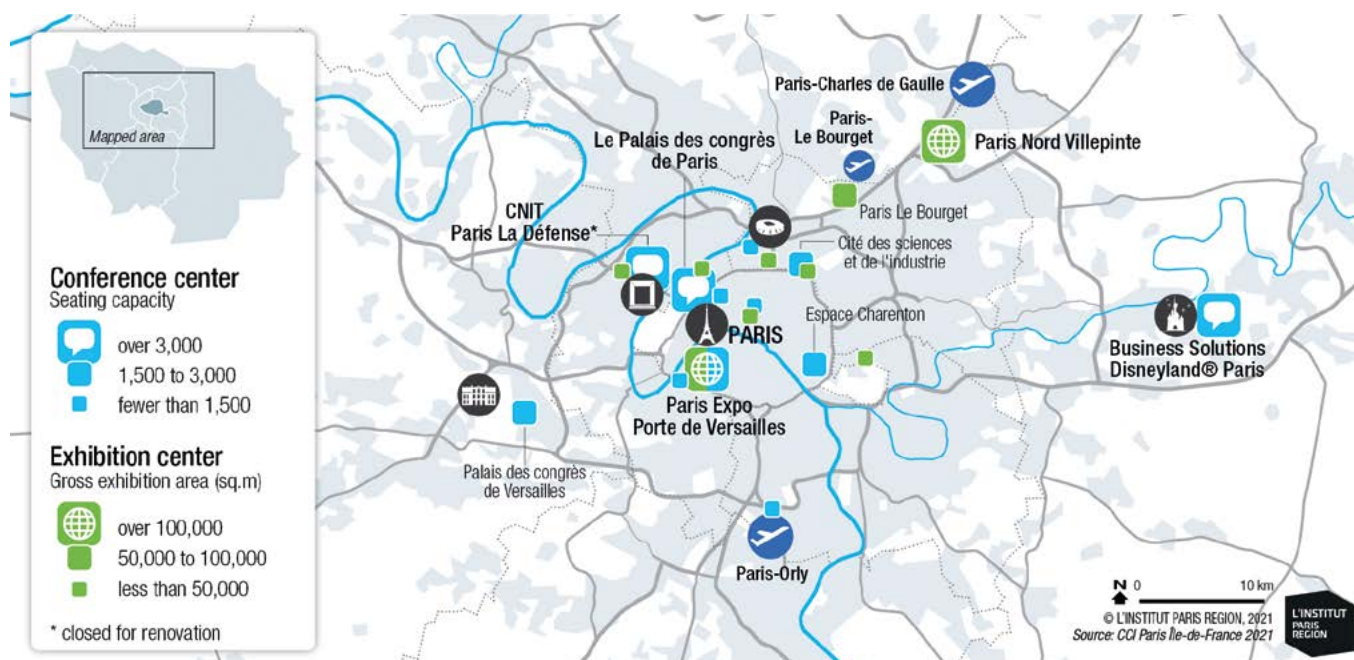 Mapped area
Conference center
Seating capacity
over 3,000
1,500 to 3,000
fewer than 1,500
Exhibition center
Gross exhibition area (sq.m)
over 100,000
50,000 to 100,000
less than 50,000
* closed for renovation
Paris-Charles de Gaulle
Paris-
Le Bourget
Paris Nord Villepinte
Le Palais des congrès
de Paris
Paris Le Bourget
CNIT
Paris La Défense*
Cité des sciences
et de l'industrie
Espace Charenton
PARIS
Business Solutions
Disneyland® Paris
Paris Expo
Porte de Versailles
Palais des congrès
de Versailles
Paris-Orly
N 0 10 km
© L'INSTITUT PARIS REGION, 2021
Source: CCI Paris Île-de-France 2021
L'INSTITUT
PARIS
REGION